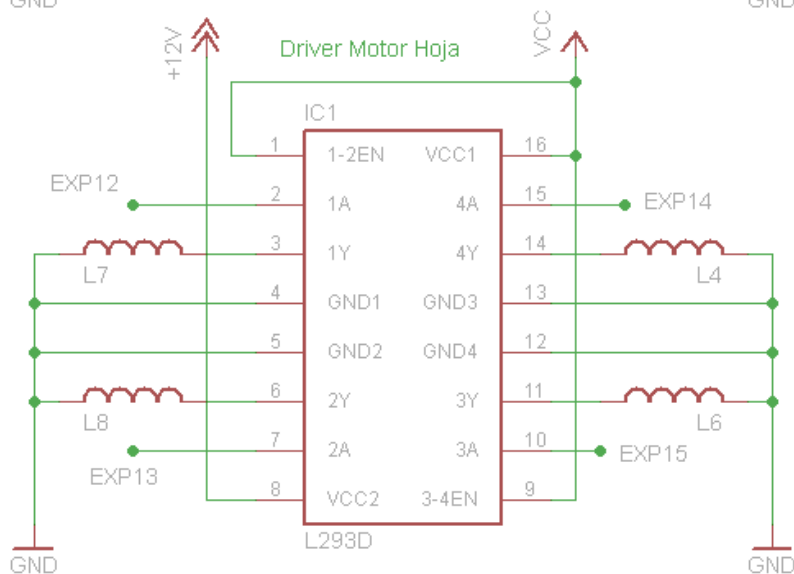 GND
GND
+12V
Driver Motor Hoja
VCC
IC1
1
1-2EN
VCC1
16
EXP12
2
1A
4A
15
EXP14
3
1Y
4Y
14
L7
L4
4
GND1
GND3
13
5
GND2
GND4
12
6
2Y
3Y
11
L8
L6
7
2A
3A
10
EXP13
EXP15
8
VCC2
3-4EN
9
L293D
GND
GND